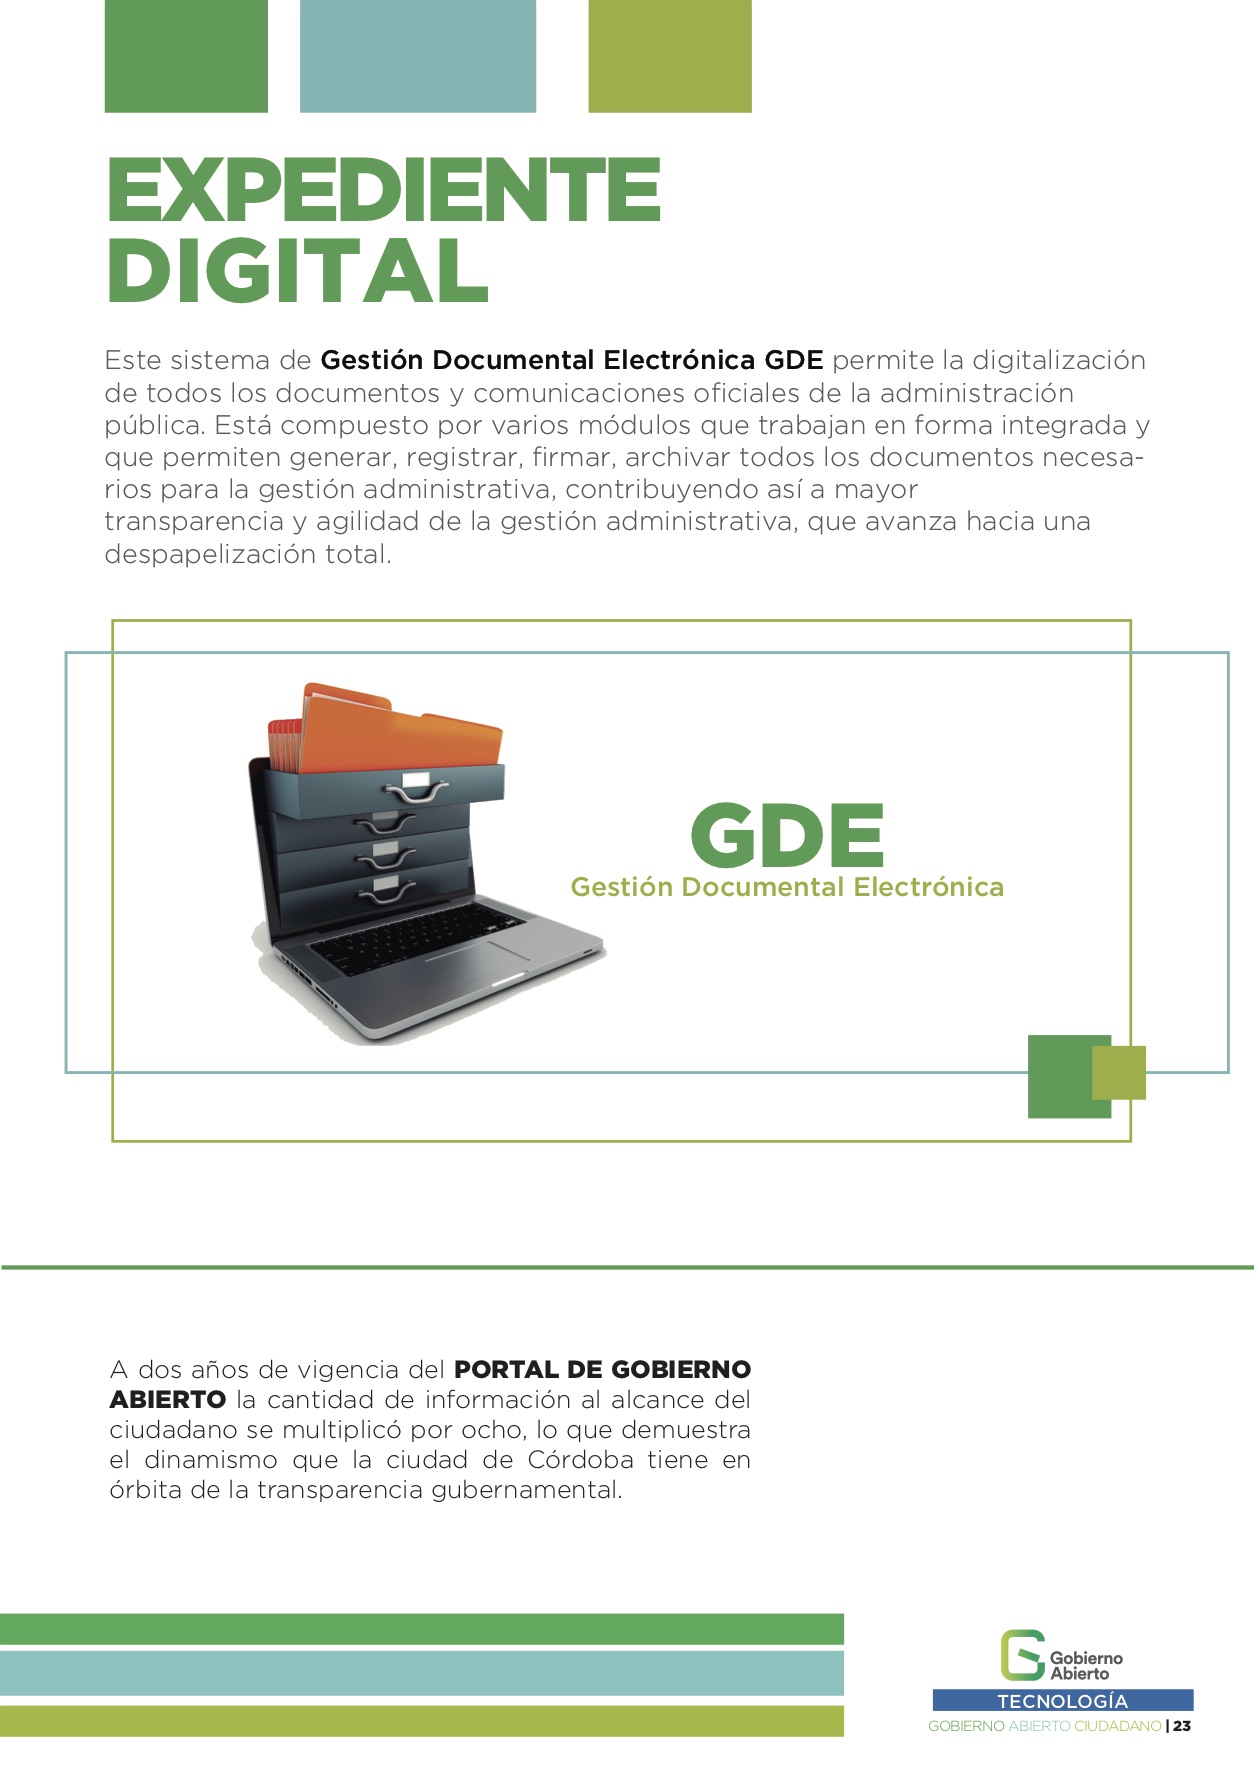 EXPEDIENTE
DIGITAL
Este sistema de Gestión Documental Electrónica GDE permite la digitalización
de todos los documentos y comunicaciones oficiales de la administración
pública. Está compuesto por varios módulos que trabajan en forma integrada y
que permiten generar, registrar, firmar, archivar todos los documentos necesa-
rios para la gestión administrativa, contribuyendo así a mayor
transparencia y agilidad de la gestión administrativa, que avanza hacia una
despapelización total.
GDE
Gestión Documental Electrónica
A dos años de vigencia del PORTAL DE GOBIERNO
ABIERTO la cantidad de información al alcance del
ciudadano se multiplicó por ocho, lo que demuestra
el dinamismo que la ciudad de Córdoba tiene en
órbita de la transparencia gubernamental.
Gobierno
Abierto
TECNOLOGÍA
GOBIERNO ABIERTO CIUDADANO | 23